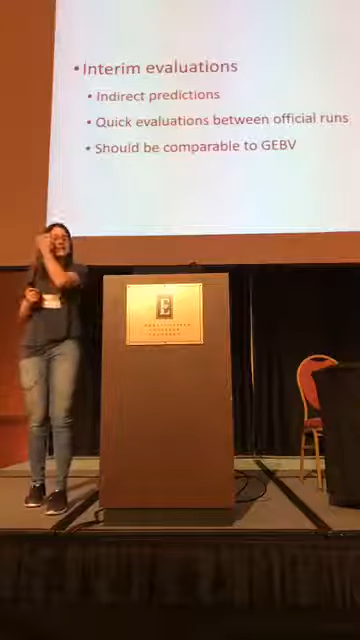 • Interim evaluations
• Indirect predictions
• Quick evaluations between official runs
• Should be comparable to GEBV
E